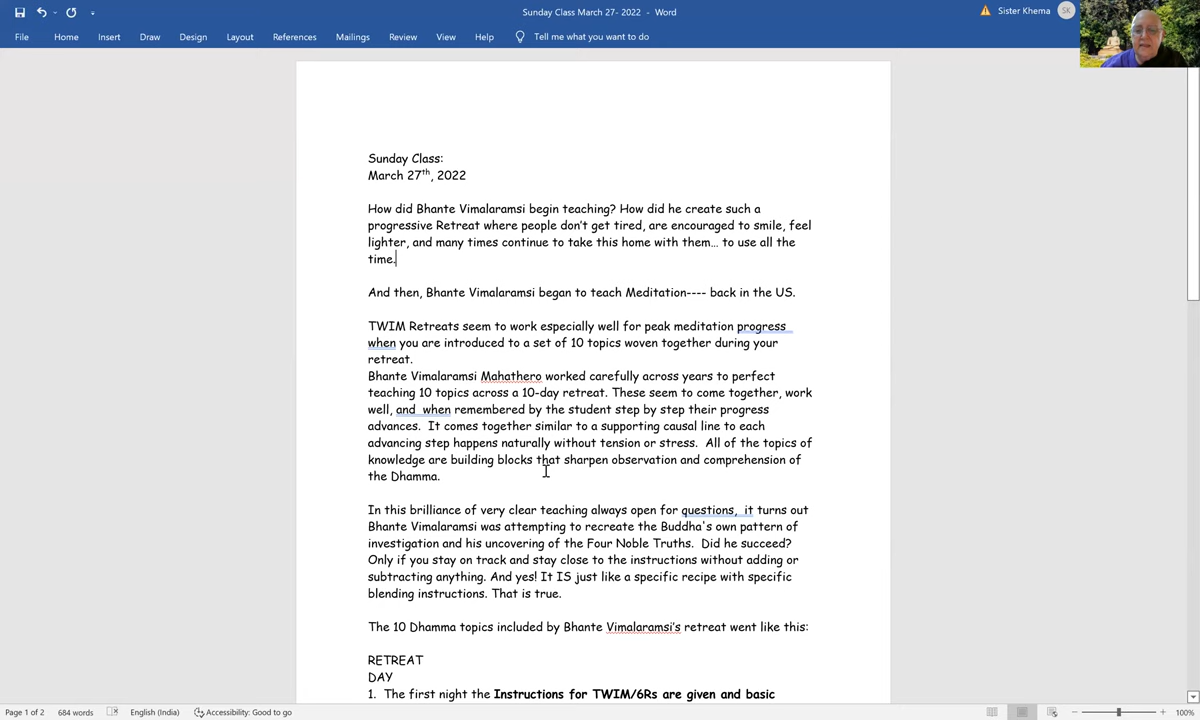 Sunday Class March 27- 2022 - Word
Sister Khema
SK
File Home Insert Draw Design Layout References Mailings Review View Help Tell me what you want to do
Sunday Class:
March 27th, 2022
How did Bhante Vimalaramsi begin teaching? How did he create such a
progressive Retreat where people don't get tired, are encouraged to smile, feel
lighter, and many times continue to take this home with them... to use all the
time.
And then, Bhante Vimalaramsi began to teach Meditation---- back in the US.
TWIM Retreats seem to work especially well for peak meditation progress
when you are introduced to a set of 10 topics woven together during your
retreat.
Bhante Vimalaramsi Mahathero worked carefully across years to perfect
teaching 10 topics across a 10-day retreat. These seem to come together, work
well, and  when remembered by the student step by step their progress
advances.  It comes together similar to a supporting causal line to each
advancing step happens naturally without tension or stress.  All of the topics of
knowledge are building blocks that sharpen observation and comprehension of
the Dhamma.
In this brilliance of very clear teaching always open for questions,  it turns out
Bhante Vimalaramsi was attempting to recreate the Buddha's own pattern of
investigation and his uncovering of the Four Noble Truths.  Did he succeed?
Only if you stay on track and stay close to the instructions without adding or
subtracting anything. And yes! It IS just like a specific recipe with specific
blending instructions. That is true.
The 10 Dhamma topics included by Bhante Vimalaramsi's retreat went like this:
RETREAT
DAY
1.  The first night the Instructions for TWIM/6Rs are given and basic
Page 1 of 2 684 words English (India) Accessibility: Good to go 100%